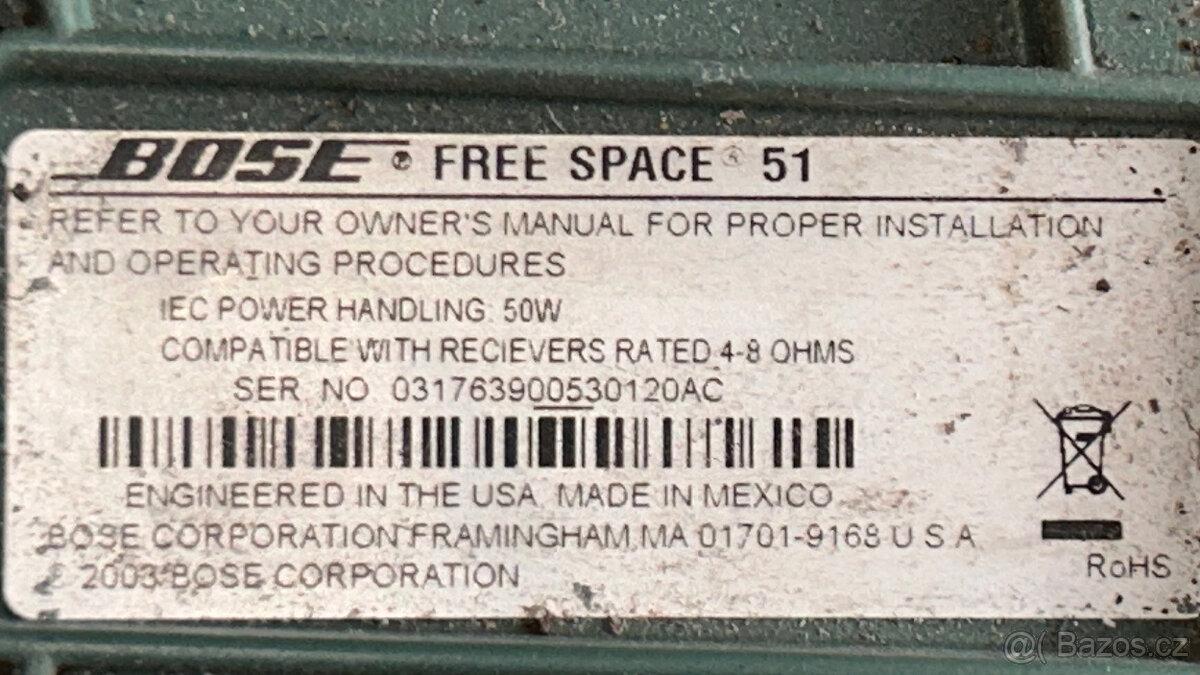 BOSE® FREE SPACE® 51
REFER TO YOUR OWNER'S MANUAL FOR PROPER INSTALLATION
AND OPERATING PROCEDURES
IEC POWER HANDLING: 50W
COMPATIBLE WITH RECIEVERS RATED 4-8 OHMS
SER NO 031763900530120AC
ENGINEERED IN THE USA MADE IN MEXICO
BOSE CORPORATION FRAMINGHAM, MA 01701-9168 U S A
© 2003 BOSE CORPORATION
RoHS
@( Bazos.cz